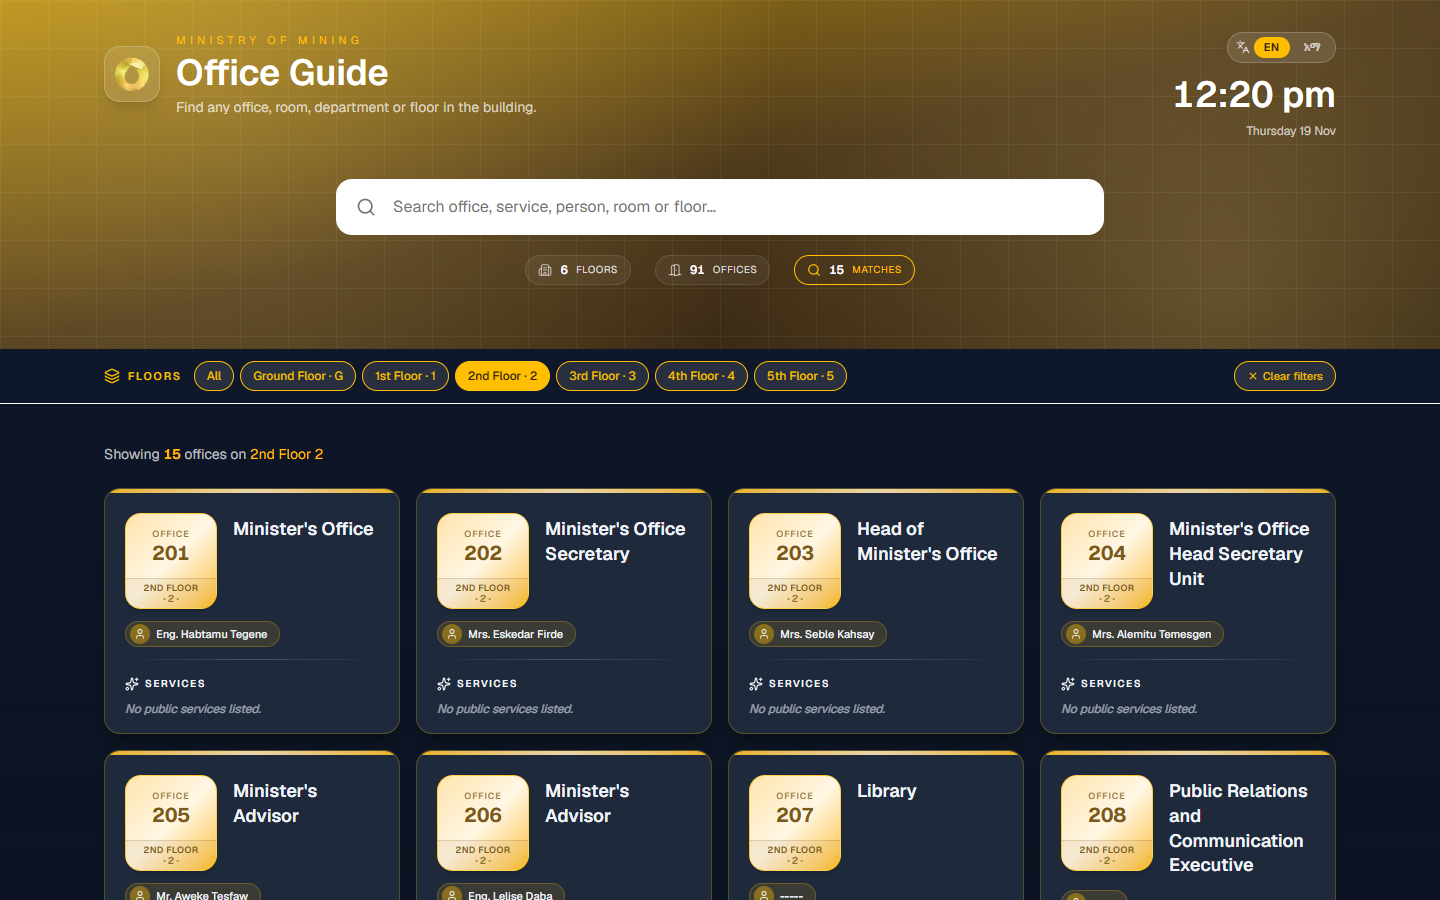 MINISTRY OF MINING
Office Guide
Find any office, room, department or floor in the building.
EN አማ
12:20 pm
Thursday 19 Nov
Search office, service, person, room or floor...
6 FLOORS
91 OFFICES
15 MATCHES
FLOORS
All
Ground Floor · G
1st Floor · 1
2nd Floor · 2
3rd Floor · 3
4th Floor · 4
5th Floor · 5
Clear filters
Showing 15 offices on 2nd Floor 2
OFFICE
201
2ND FLOOR
· 2 ·
Minister's Office
Eng. Habtamu Tegene
SERVICES
No public services listed.
OFFICE
202
2ND FLOOR
· 2 ·
Minister's Office
Secretary
Mrs. Eskedar Firde
SERVICES
No public services listed.
OFFICE
203
2ND FLOOR
· 2 ·
Head of
Minister's Office
Mrs. Seble Kahsay
SERVICES
No public services listed.
OFFICE
204
2ND FLOOR
· 2 ·
Minister's Office
Head Secretary
Unit
Mrs. Alemitu Temesgen
SERVICES
No public services listed.
OFFICE
205
2ND FLOOR
· 2 ·
Minister's
Advisor
Mr. Aweke Tesfaw
OFFICE
206
2ND FLOOR
· 2 ·
Minister's
Advisor
Eng. Lelise Daba
OFFICE
207
2ND FLOOR
· 2 ·
Library
-----
OFFICE
208
2ND FLOOR
· 2 ·
Public Relations
and
Communication
Executive